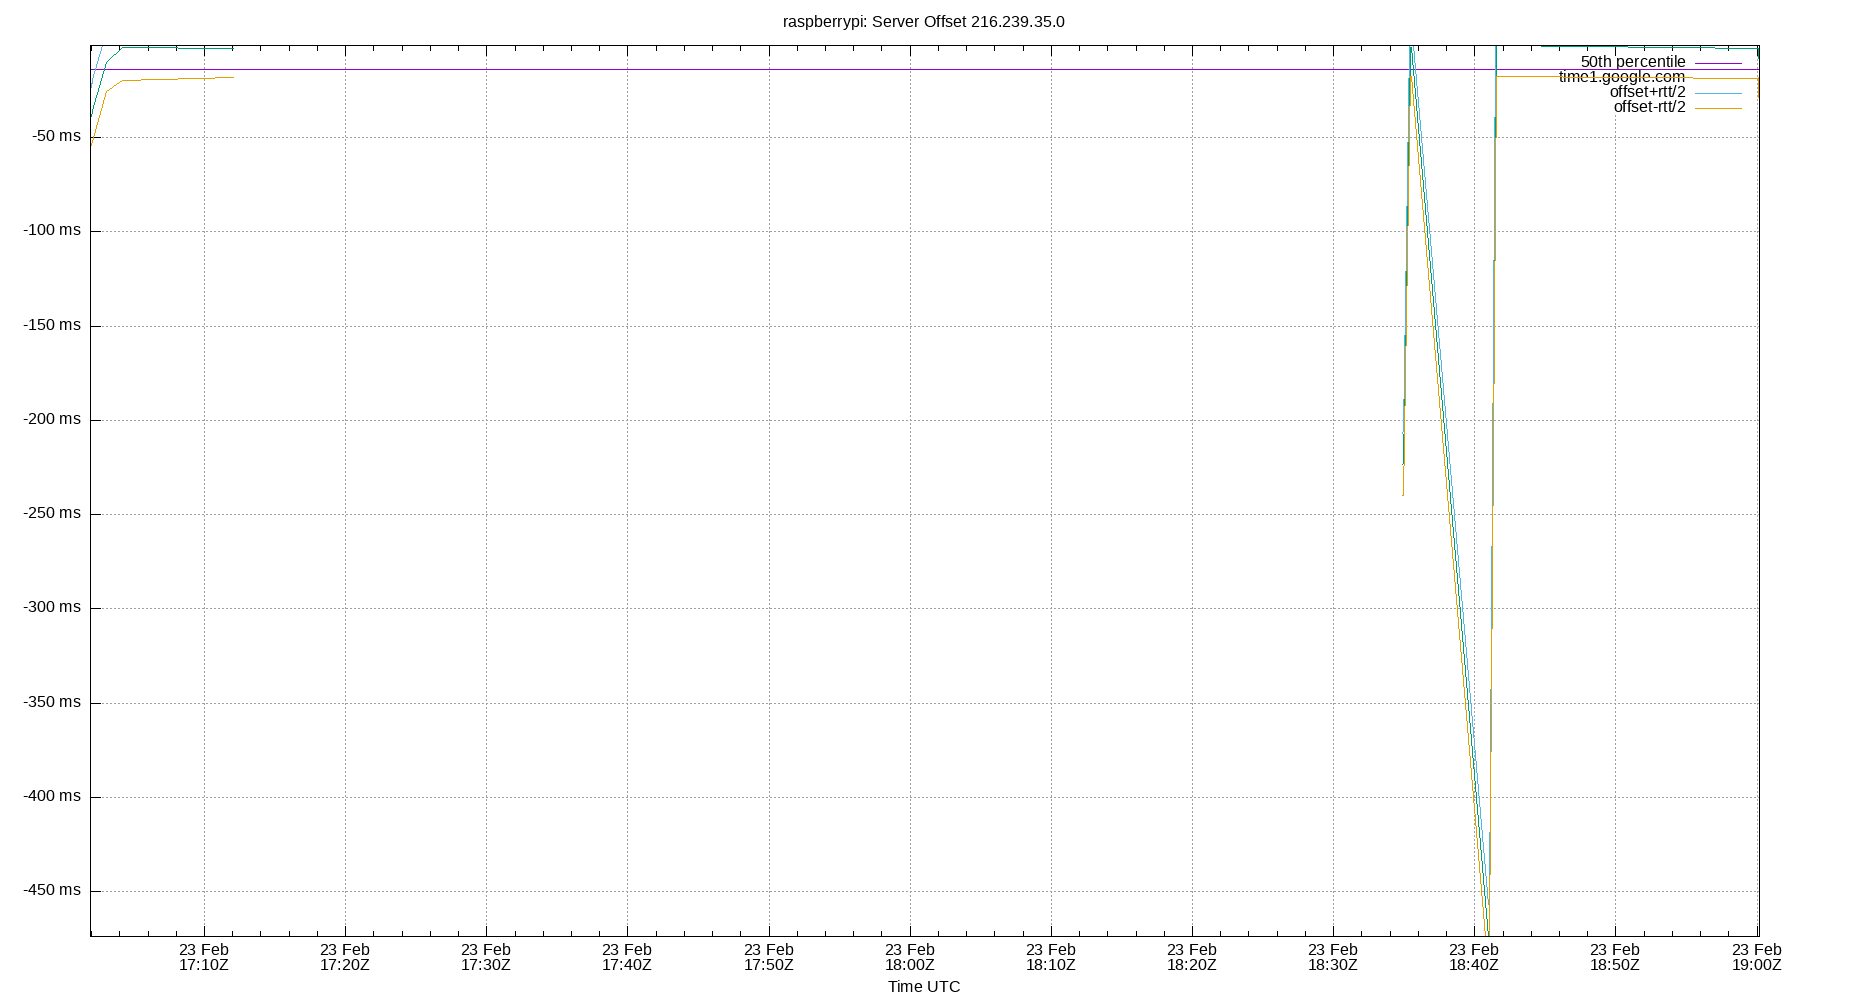 raspberrypi: Server Offset 216.239.35.0
50th percentile
time1.google.com
offset+rtt/2
offset-rtt/2
-50 ms
-100 ms
-150 ms
-200 ms
-250 ms
-300 ms
-350 ms
-400 ms
-450 ms
23 Feb 23 Feb 23 Feb 23 Feb 23 Feb 23 Feb 23 Feb 23 Feb 23 Feb 23 Feb 23 Feb 23 Feb
17:10Z 17:20Z 17:30Z 17:40Z 17:50Z 18:00Z 18:10Z 18:20Z 18:30Z 18:40Z 18:50Z 19:00Z
Time UTC